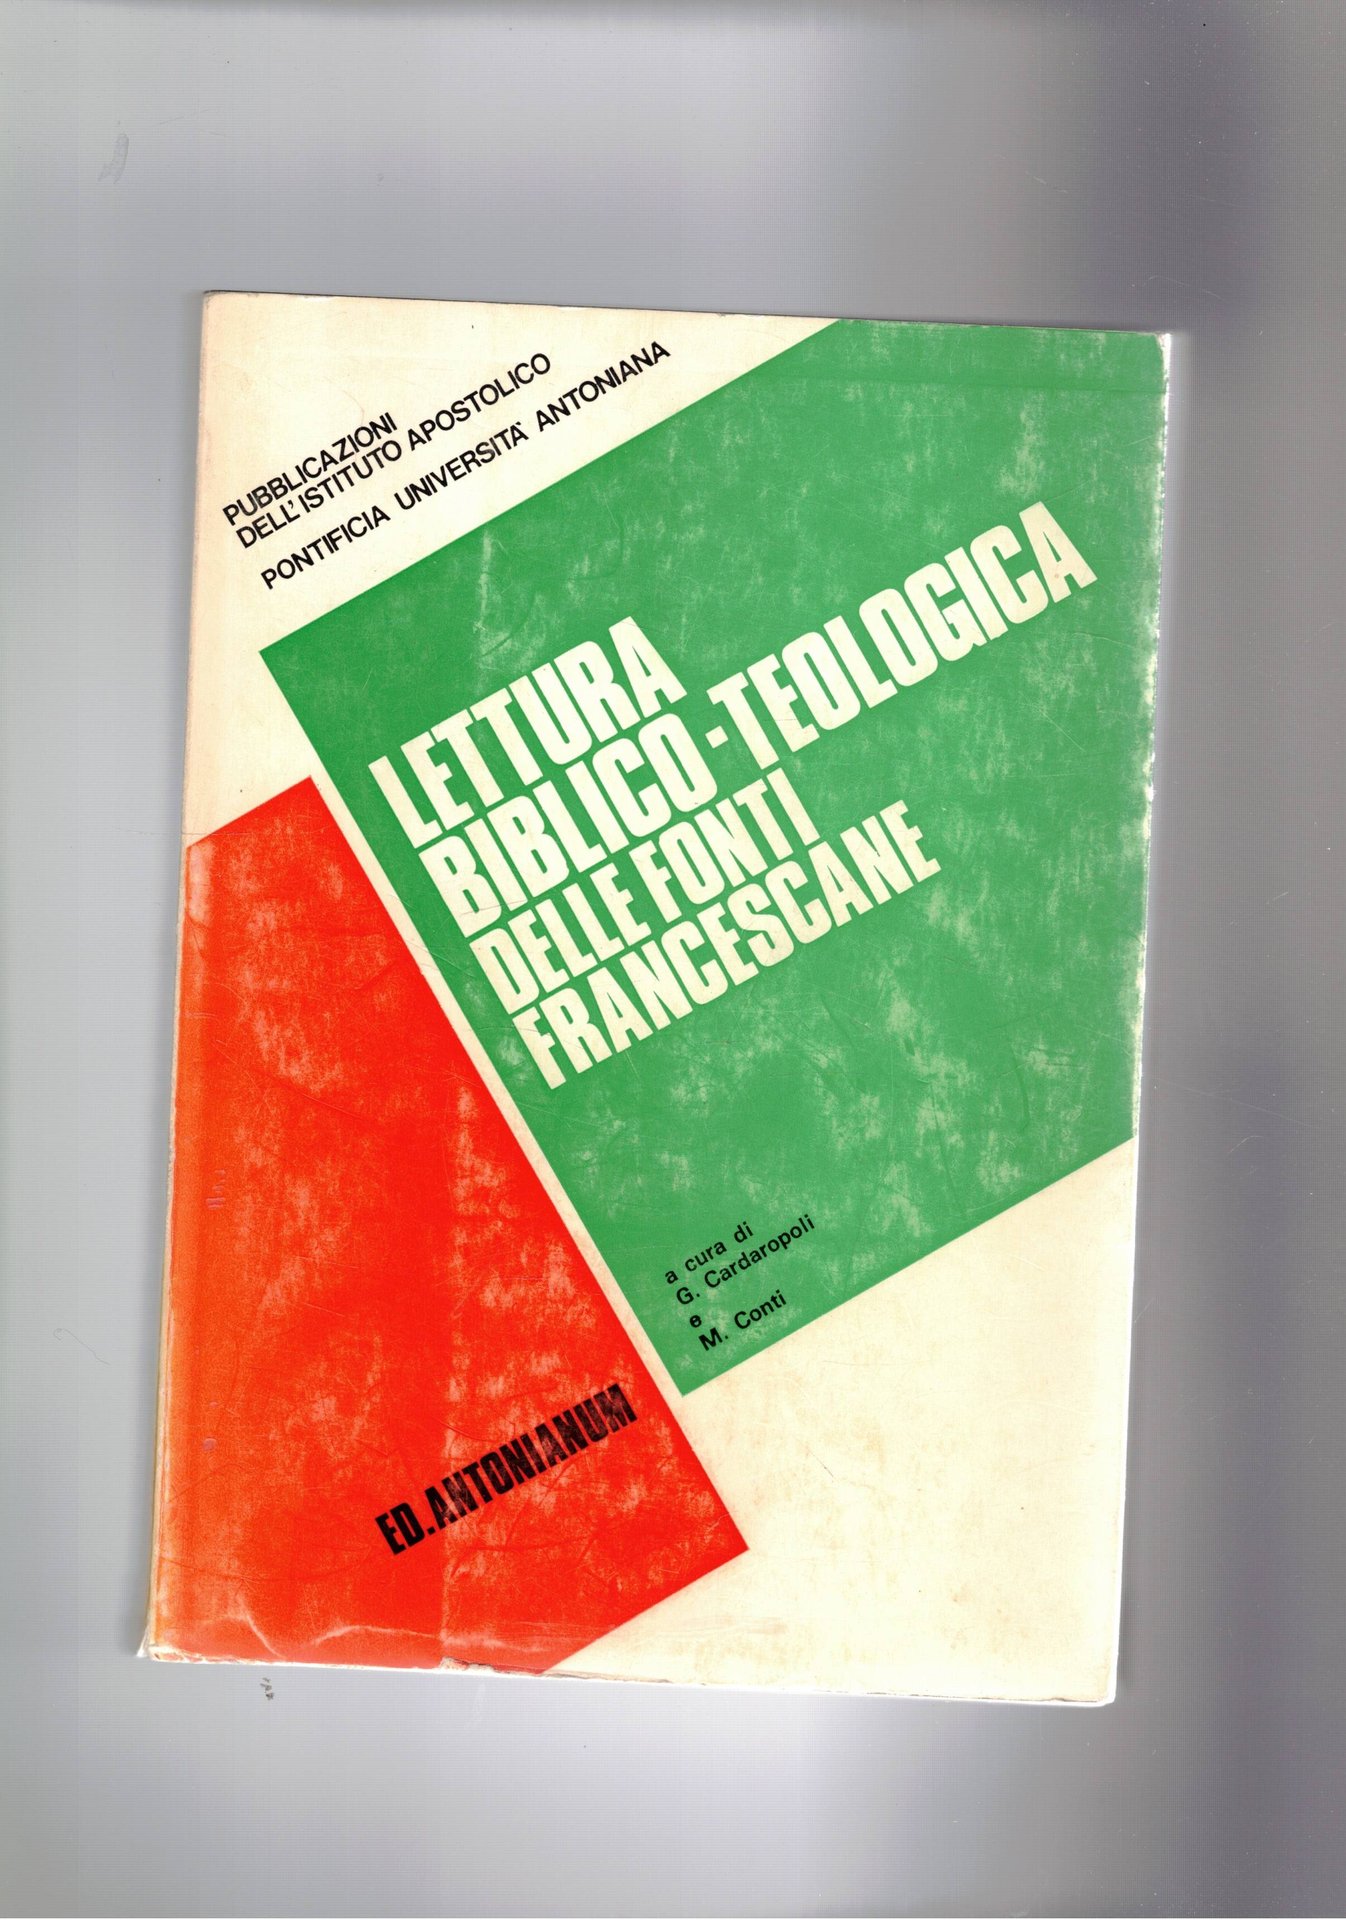 PUBBLICAZIONI
DELL'ISTITUTO APOSTOLICO
PONTIFICIA UNIVERSITÀ ANTONIANA
LETTURA
BIBLICO-TEOLOGICA
DELLE FONTI
FRANCESCANE
a cura di
G. Cardaropoli
e
M. Conti
ED. ANTONIANUM